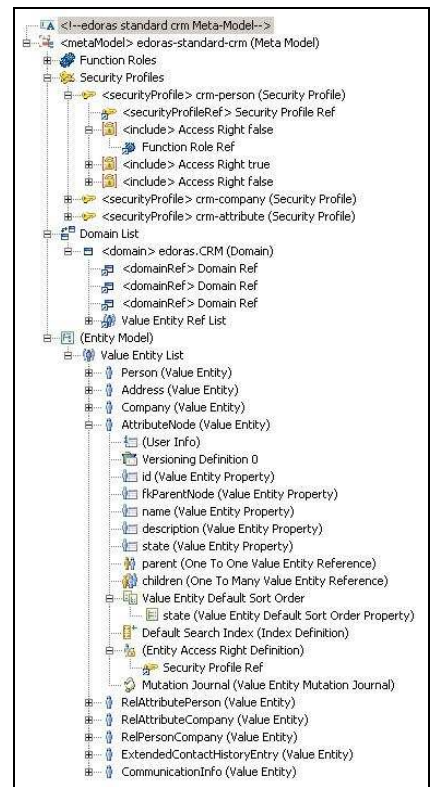 <!--edoras standard crm Meta-Model-->
<metaModel> edoras-standard-crm (Meta Model)
Function Roles
Security Profiles
<securityProfile> crm-person (Security Profile)
<securityProfileRef> Security Profile Ref
<include> Access Right false
Function Role Ref
<include> Access Right true
<include> Access Right false
<securityProfile> crm-company (Security Profile)
<securityProfile> crm-attribute (Security Profile)
Domain List
<domain> edoras.CRM (Domain)
<domainRef> Domain Ref
<domainRef> Domain Ref
<domainRef> Domain Ref
Value Entity Ref List
(Entity Model)
Value Entity List
Person (Value Entity)
Address (Value Entity)
Company (Value Entity)
AttributeNode (Value Entity)
(User Info)
Versioning Definition 0
id (Value Entity Property)
fkParentNode (Value Entity Property)
name (Value Entity Property)
description (Value Entity Property)
state (Value Entity Property)
parent (One To One Value Entity Reference)
children (One To Many Value Entity Reference)
Value Entity Default Sort Order
state (Value Entity Default Sort Order Property)
Default Search Index (Index Definition)
(Entity Access Right Definition)
Security Profile Ref
Mutation Journal (Value Entity Mutation Journal)
RelAttributePerson (Value Entity)
RelAttributeCompany (Value Entity)
RelPersonCompany (Value Entity)
ExtendedContactHistoryEntry (Value Entity)
CommunicationInfo (Value Entity)